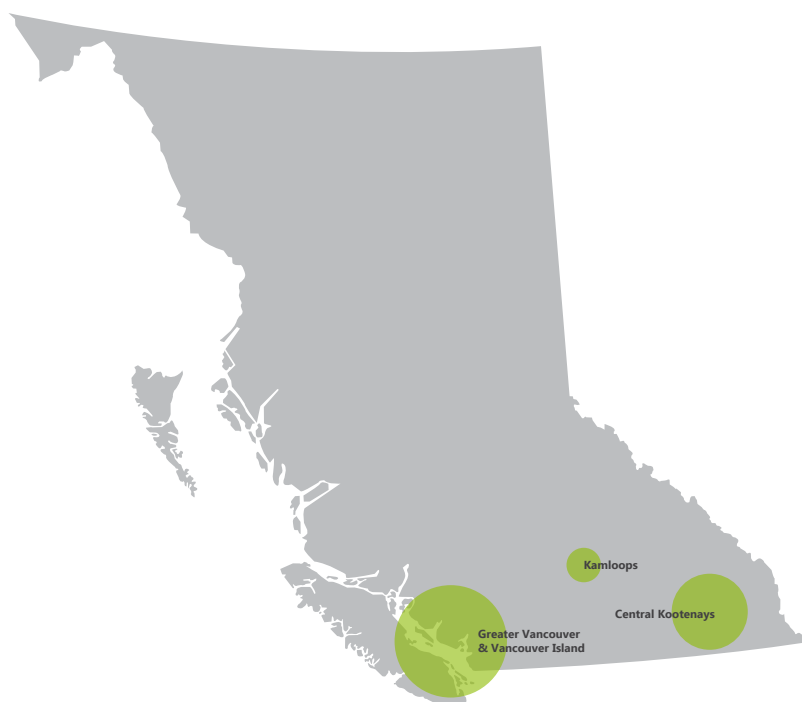 Kamloops
Central Kootenays
Greater Vancouver
& Vancouver Island